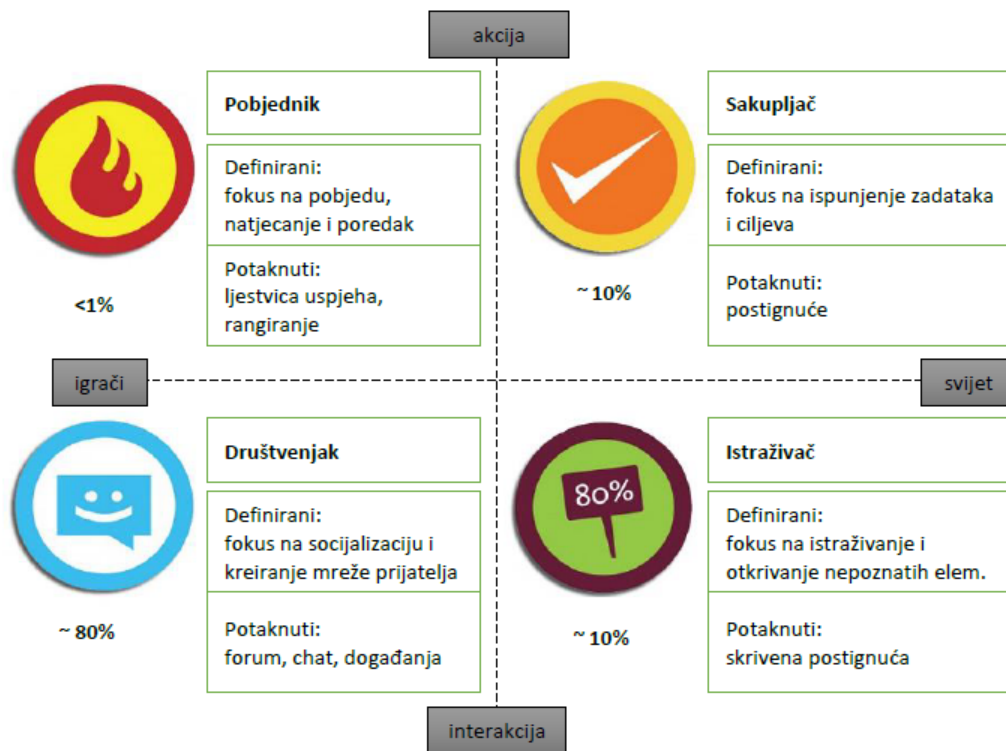 akcija
Pobjednik
Definirani:
fokus na pobjedu,
natjecanje i poredak
Potaknuti:
ljestvica uspjeha,
rangiranje
<1%
Sakupljač
Definirani:
fokus na ispunjenje zadataka
i ciljeva
Potaknuti:
postignuće
~ 10%
igrači
svijet
Društvenjak
Definirani:
fokus na socijalizaciju i
kreiranje mreže prijatelja
Potaknuti:
forum, chat, događanja
~ 80%
80%
Istraživač
Definirani:
fokus na istraživanje i
otkrivanje nepoznatih elem.
Potaknuti:
skrivena postignuća
~ 10%
interakcija